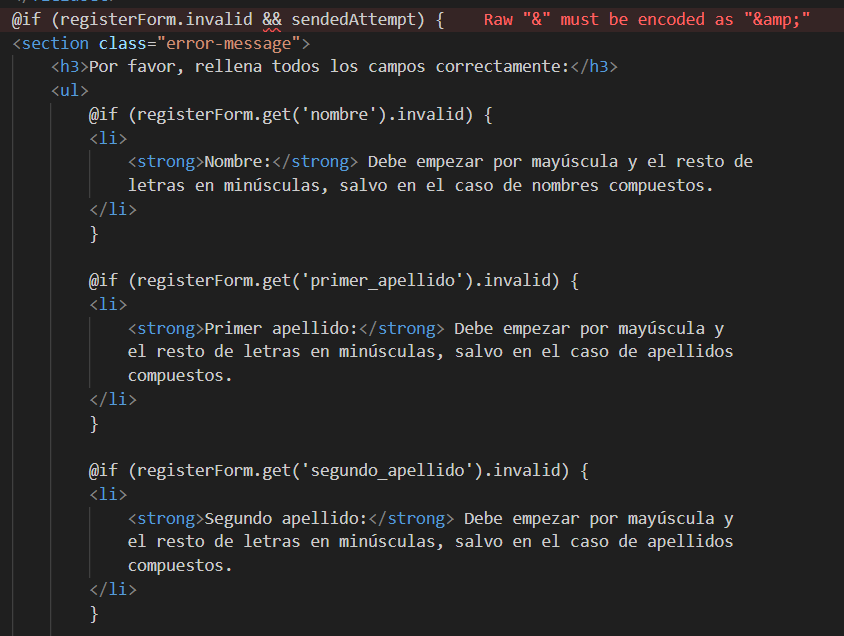 @if (registerForm.invalid && sendedAttempt) {    Raw "&" must be encoded as "&amp;"
<section class="error-message">
    <h3>Por favor, rellena todos los campos correctamente:</h3>
    <ul>
        @if (registerForm.get('nombre').invalid) {
        <li>
            <strong>Nombre:</strong> Debe empezar por mayúscula y el resto de
            letras en minúsculas, salvo en el caso de nombres compuestos.
        </li>
        }

        @if (registerForm.get('primer_apellido').invalid) {
        <li>
            <strong>Primer apellido:</strong> Debe empezar por mayúscula y
            el resto de letras en minúsculas, salvo en el caso de apellidos
            compuestos.
        </li>
        }

        @if (registerForm.get('segundo_apellido').invalid) {
        <li>
            <strong>Segundo apellido:</strong> Debe empezar por mayúscula y
            el resto de letras en minúsculas, salvo en el caso de apellidos
            compuestos.
        </li>
        }